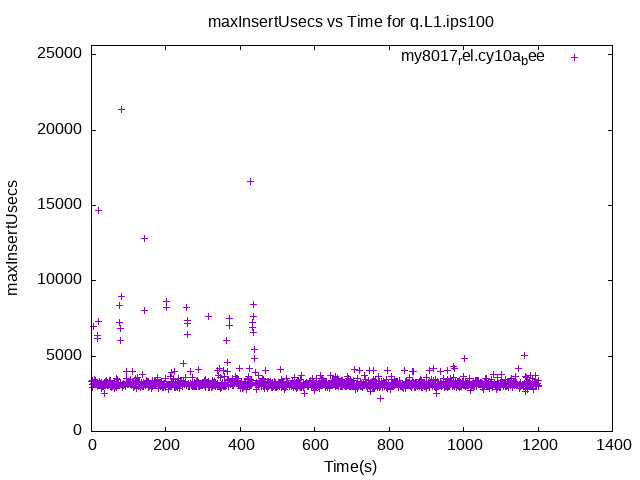 maxInsertUsecs vs Time for q.L1.ips100
my8017rel.cy10abee
25000
20000
15000
10000
5000
0
maxInsertUsecs
0 200 400 600 800 1000 1200 1400
Time(s)